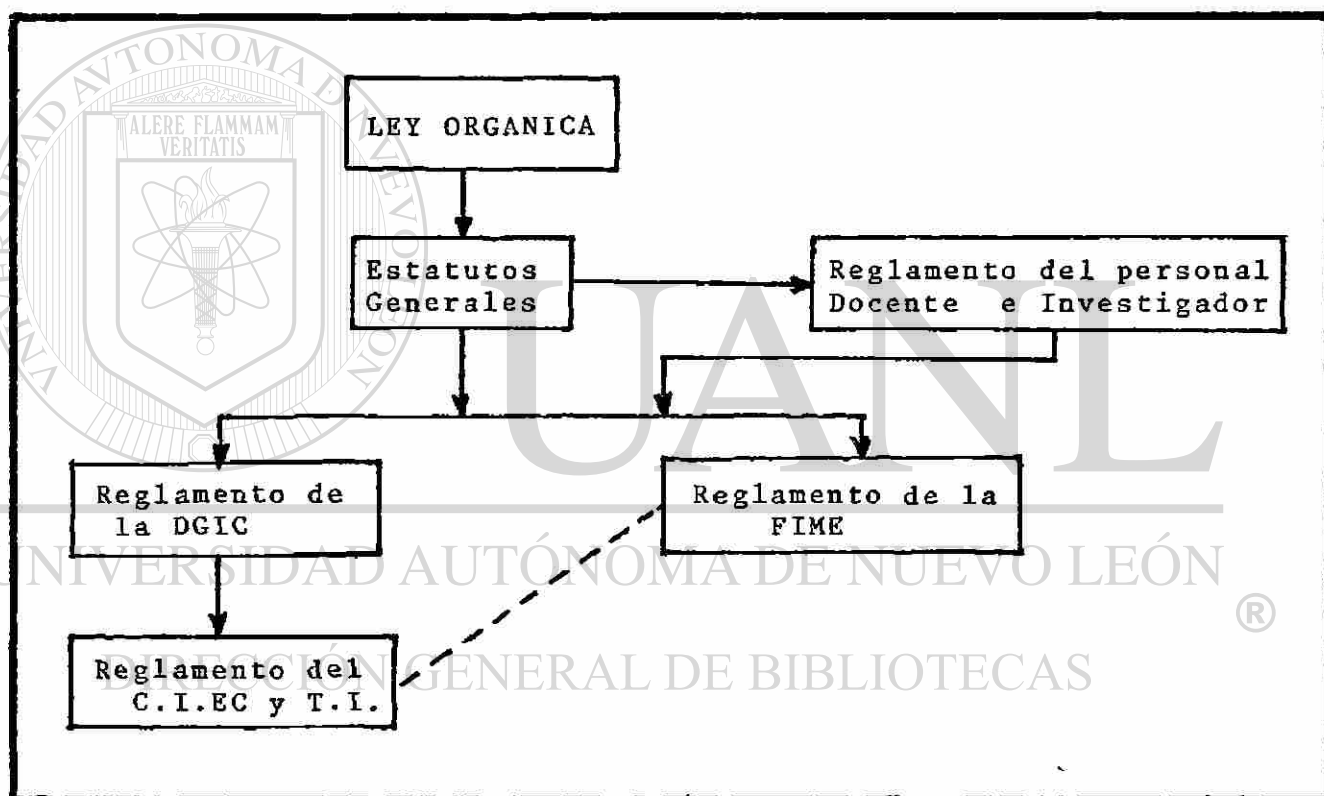 LEY ORGANICA
Estatutos
Generales
Reglamento del personal
Docente e Investigador
Reglamento de
la DGIC
Reglamento de la
FIME
Reglamento del
C.I.EC y T.I.
ALERE FLAMMAM
VERITATIS
UANL
UNIVERSIDAD AUTÓNOMA DE NUEVO LEÓN
®
DIRECCIÓN GENERAL DE BIBLIOTECAS